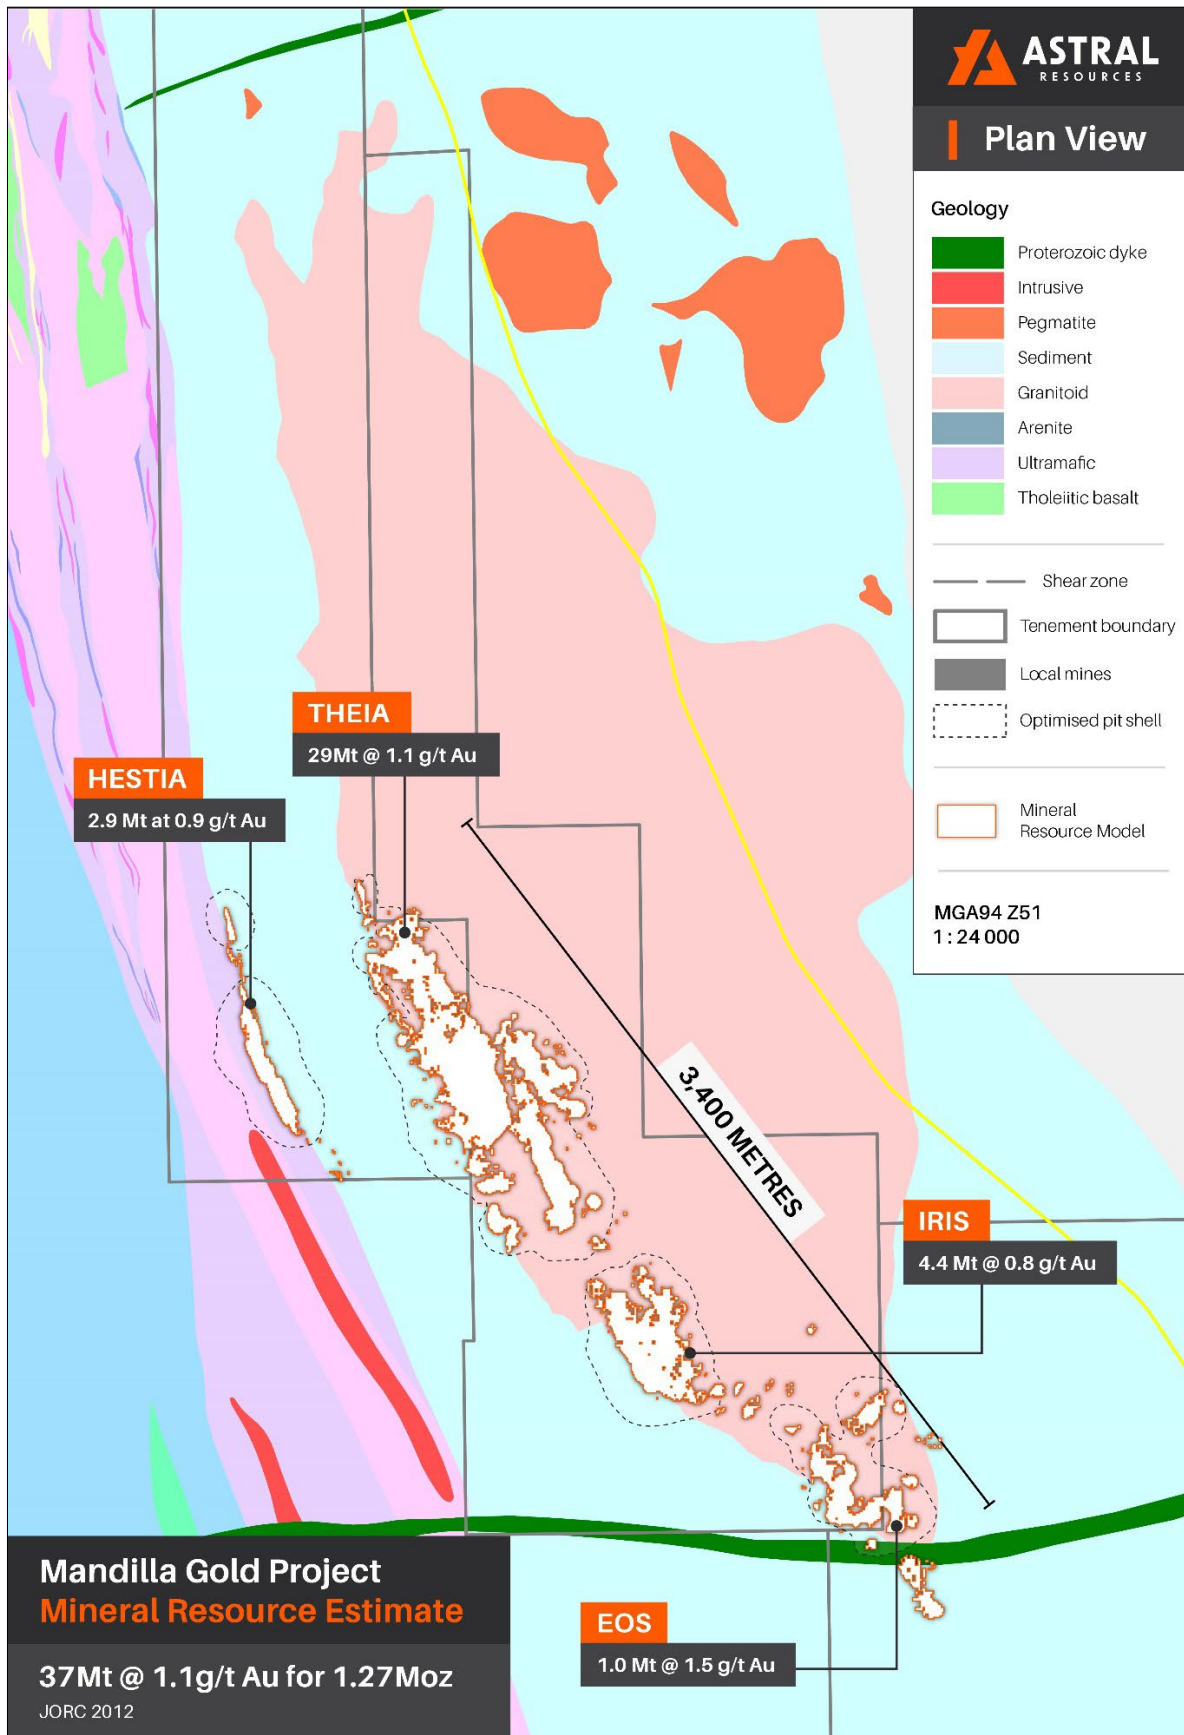 ASTRAL
RESOURCES
Plan View
Geology
Proterozoic dyke
Intrusive
Pegmatite
Sediment
Granitoid
Arenite
Ultramafic
Tholeiitic basalt
Shear zone
Tenement boundary
Local mines
Optimised pit shell
Mineral
Resource Model
MGA94 Z51
1 : 24 000
THEIA
29Mt @ 1.1 g/t Au
HESTIA
2.9 Mt at 0.9 g/t Au
3,400 METRES
IRIS
4.4 Mt @ 0.8 g/t Au
EOS
1.0 Mt @ 1.5 g/t Au
Mandilla Gold Project
Mineral Resource Estimate
37Mt @ 1.1g/t Au for 1.27Moz
JORC 2012